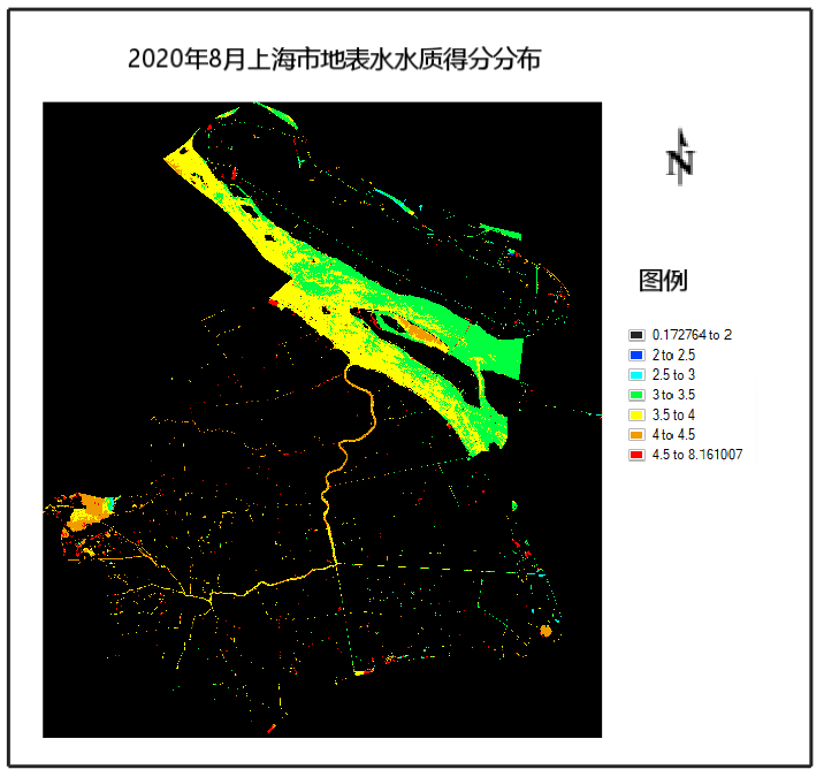 2020年8月上海市地表水水质得分分布
N
图例
0.172764 to 2
2 to 2.5
2.5 to 3
3 to 3.5
3.5 to 4
4 to 4.5
4.5 to 8.161007